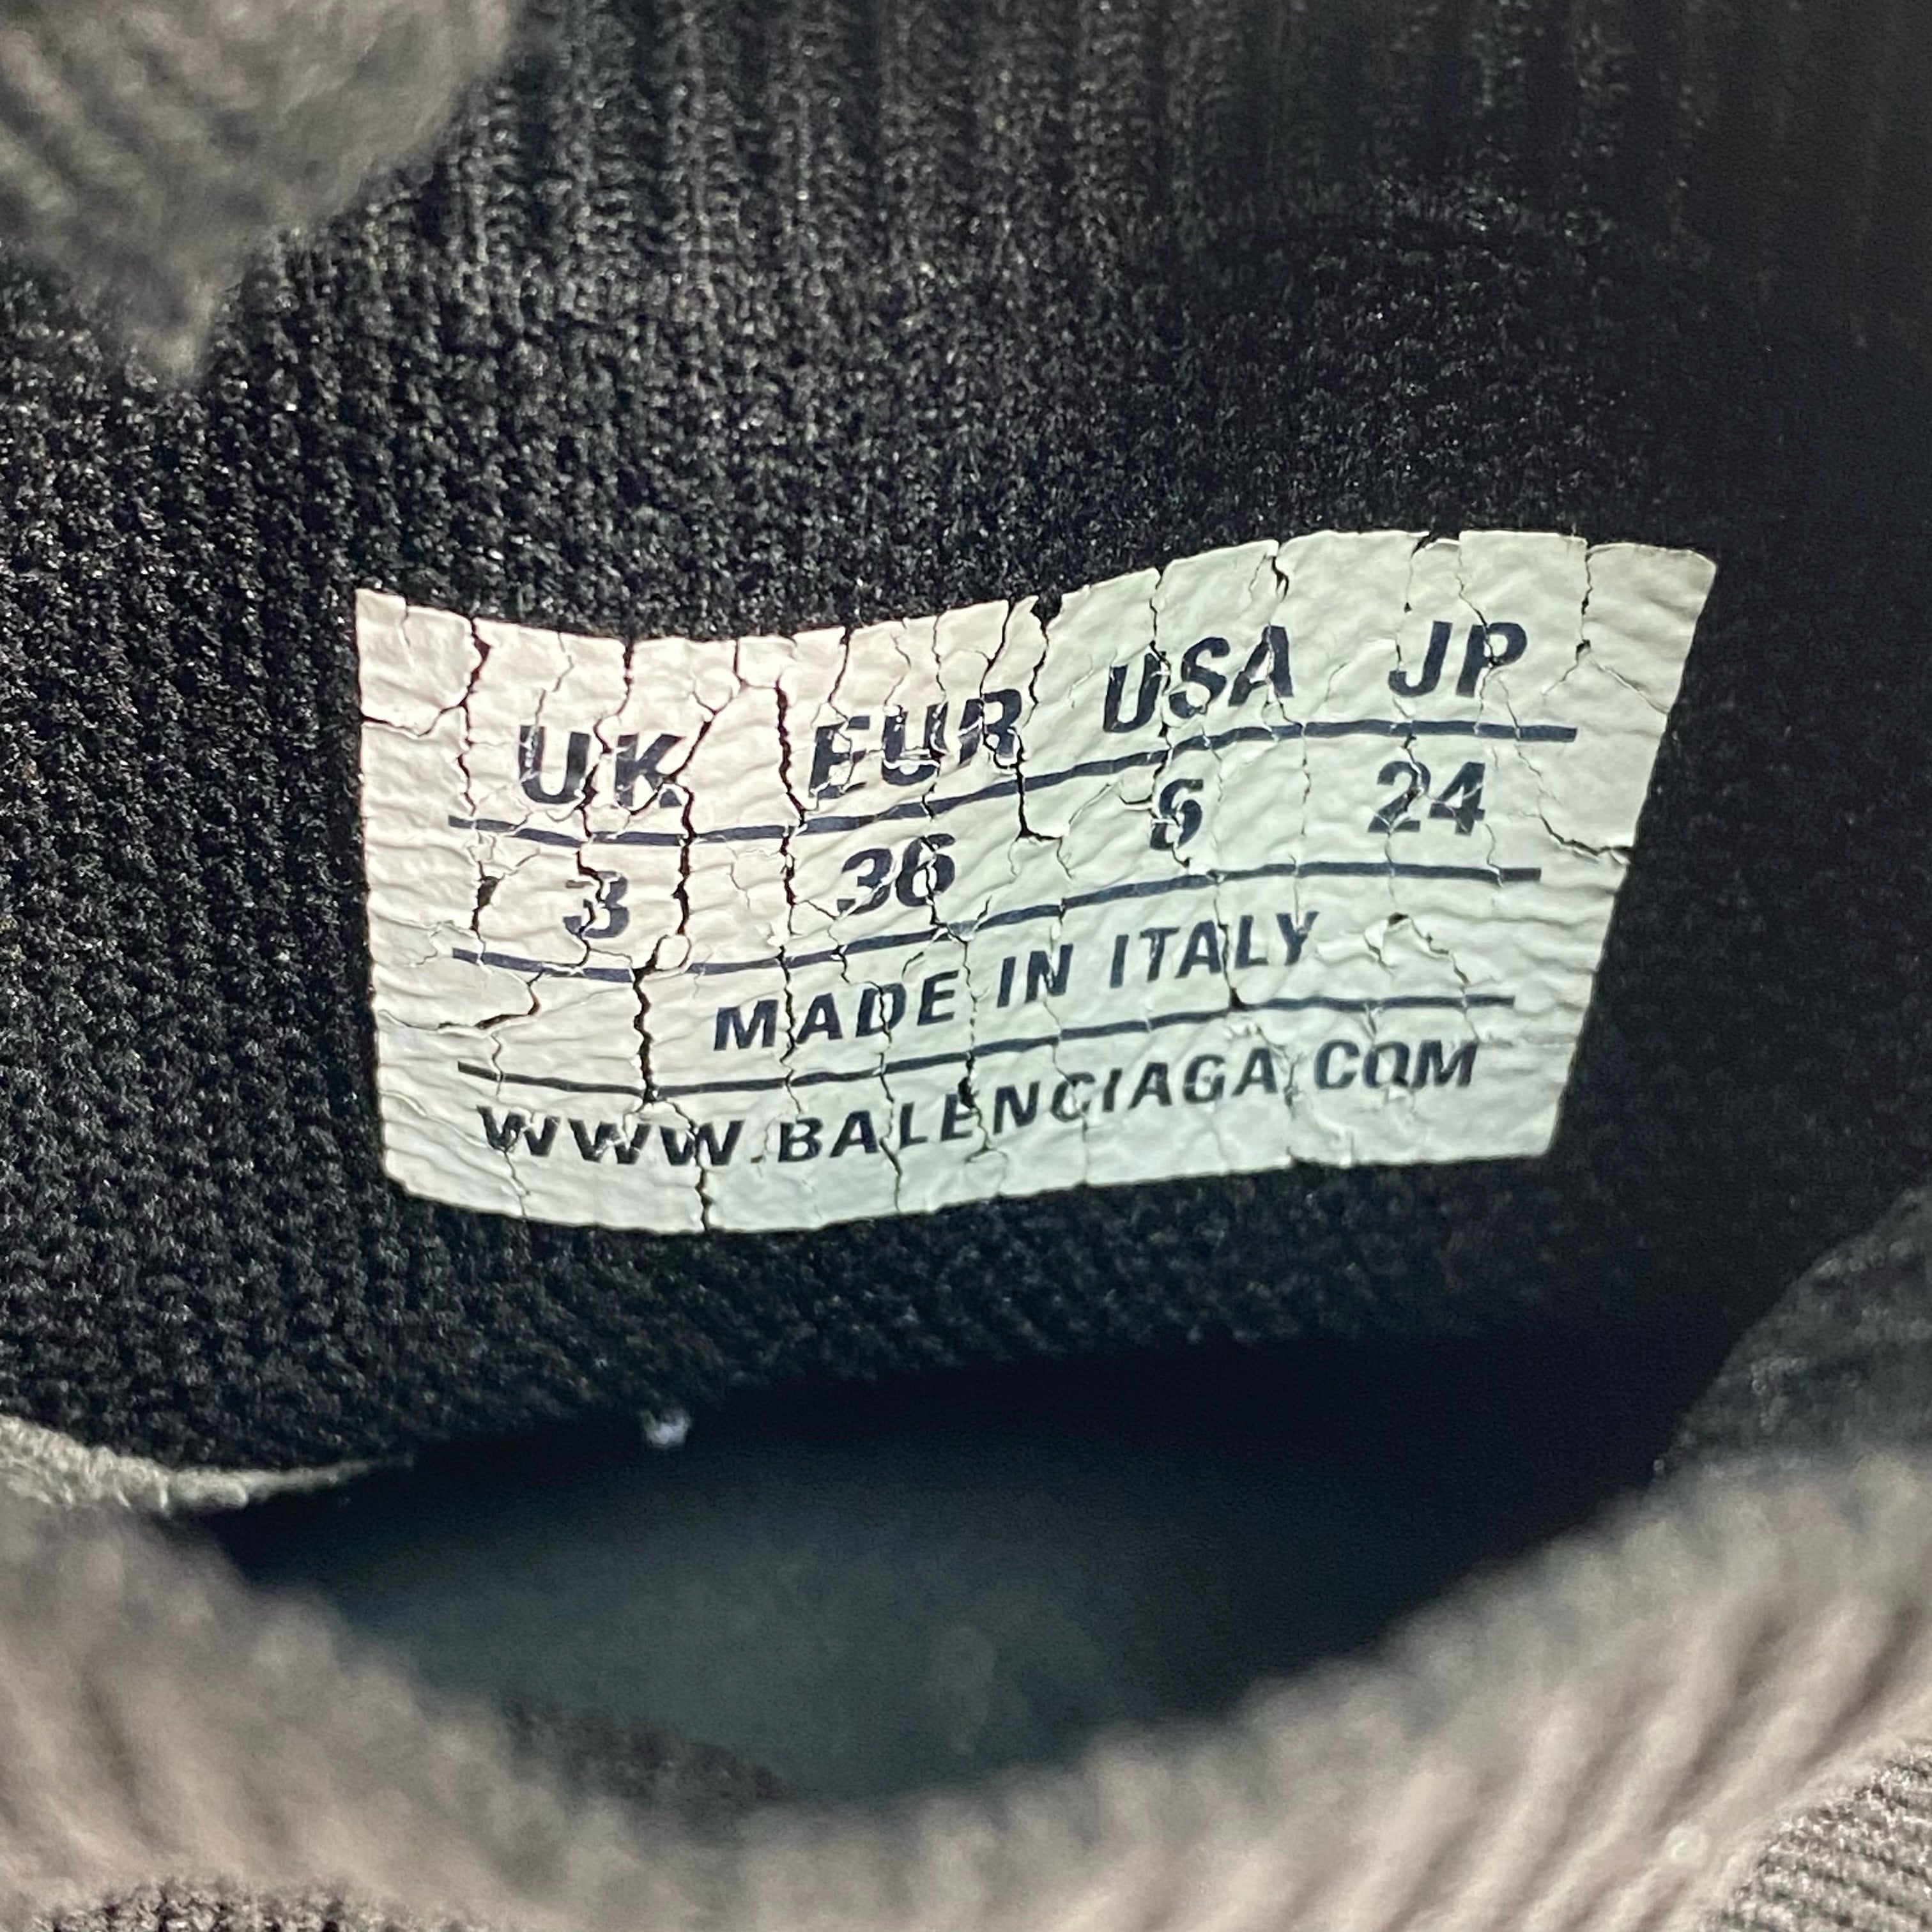 UK EUR USA JP
3 36 6 24
MADE IN ITALY
WWW.BALENCIAGA.COM